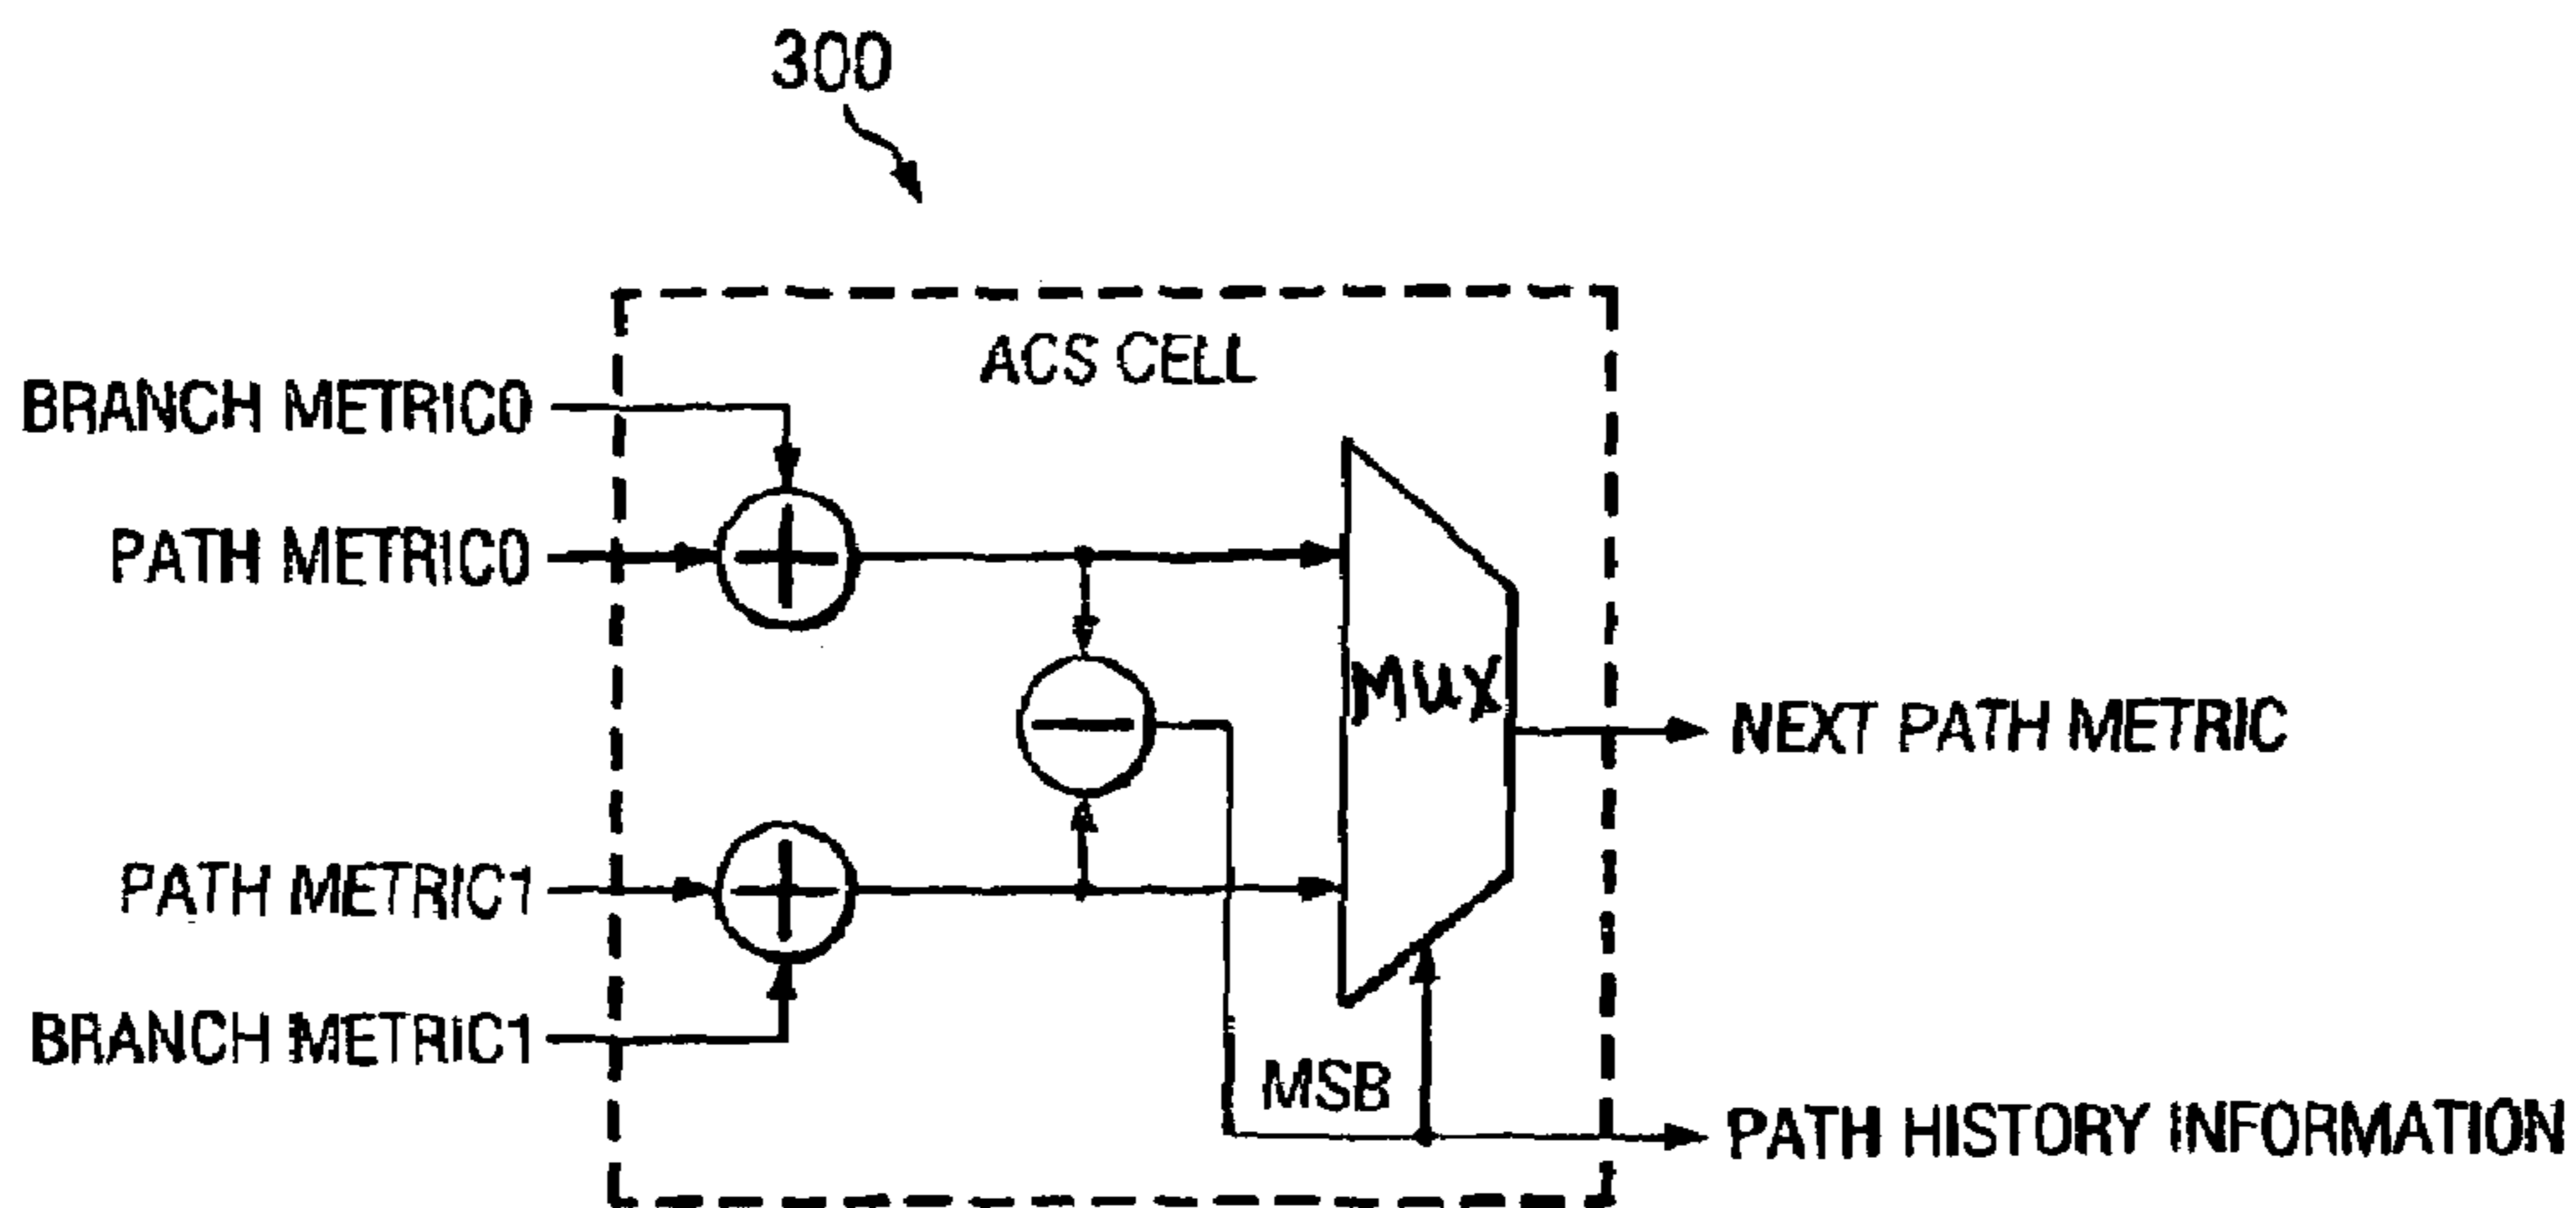 300
ACS CELL
BRANCH METRIC0
PATH METRIC0
MUX
NEXT PATH METRIC
PATH METRIC1
BRANCH METRIC1
MSB
PATH HISTORY INFORMATION